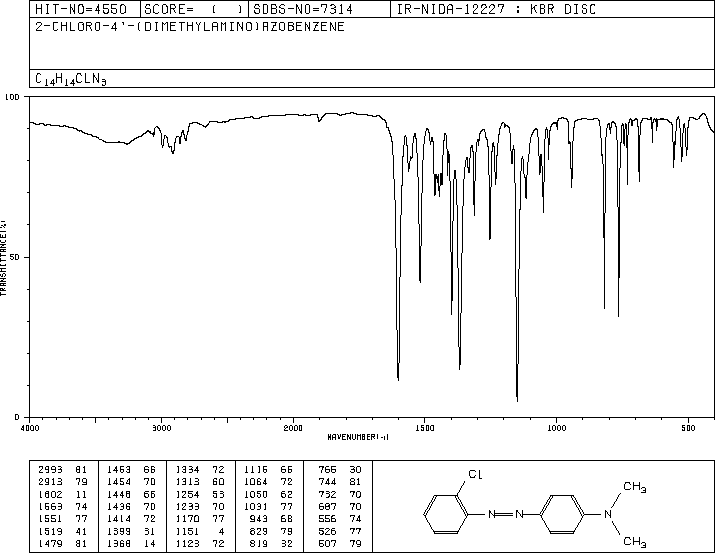 HIT-NO=4550 SCORE= ( ) SDBS-NO=7314 IR-NIDA-12227 : KBR DISC
2-CHLORO-4'-(DIMETHYLAMINO)AZOBENZENE
C14H14CLN3
100
50
0
TRANSMITTANCE(%)
4000 3000 2000 1500 1000 500
WAVENUMBER(-1)
2993 81 1463 66 1334 72 1116 66 766 30
2913 79 1454 70 1313 60 1064 72 744 81
1602 11 1448 66 1254 53 1050 62 732 70
1563 74 1436 70 1233 70 1031 77 687 70
1551 77 1414 72 1170 77 943 68 556 74
1519 41 1399 31 1151 4 829 79 526 77
1479 81 1368 14 1123 72 819 32 507 79
Cl
N N
N
CH3
CH3